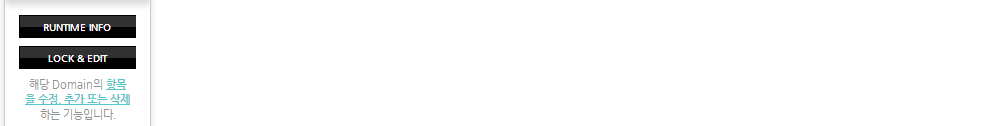 RUNTIME INFO
LOCK & EDIT
해당 Domain의 항목
을 수정, 추가 또는 삭제
하는 기능입니다.